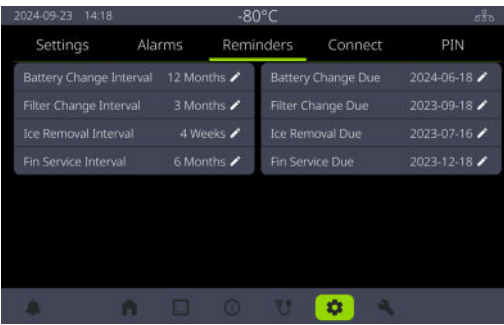 2024-09-23 14:18 -80°C
Settings Alarms Reminders Connect PIN
Battery Change Interval 12 Months Battery Change Due 2024-06-18
Filter Change Interval 3 Months Filter Change Due 2023-09-18
Ice Removal Interval 4 Weeks Ice Removal Due 2023-07-16
Fin Service Interval 6 Months Fin Service Due 2023-12-18